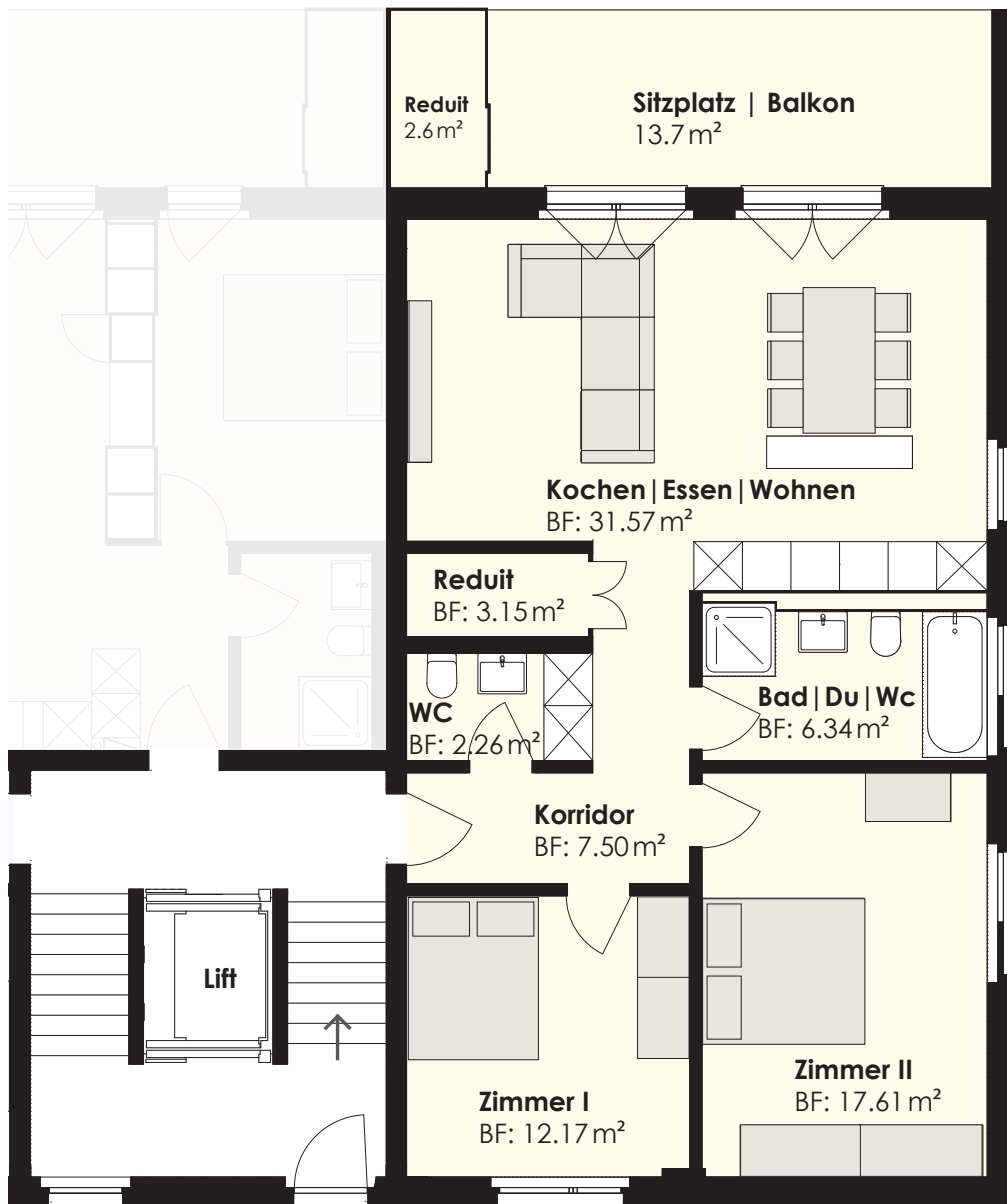 Reduit
2.6 m²
Sitzplatz | Balkon
13.7 m²
Kochen|Essen|Wohnen
BF: 31.57 m²
Reduit
BF: 3.15 m²
WC
BF: 2.26 m²
Bad|Du|Wc
BF: 6.34 m²
Korridor
BF: 7.50 m²
Lift
Zimmer I
BF: 12.17 m²
Zimmer II
BF: 17.61 m²